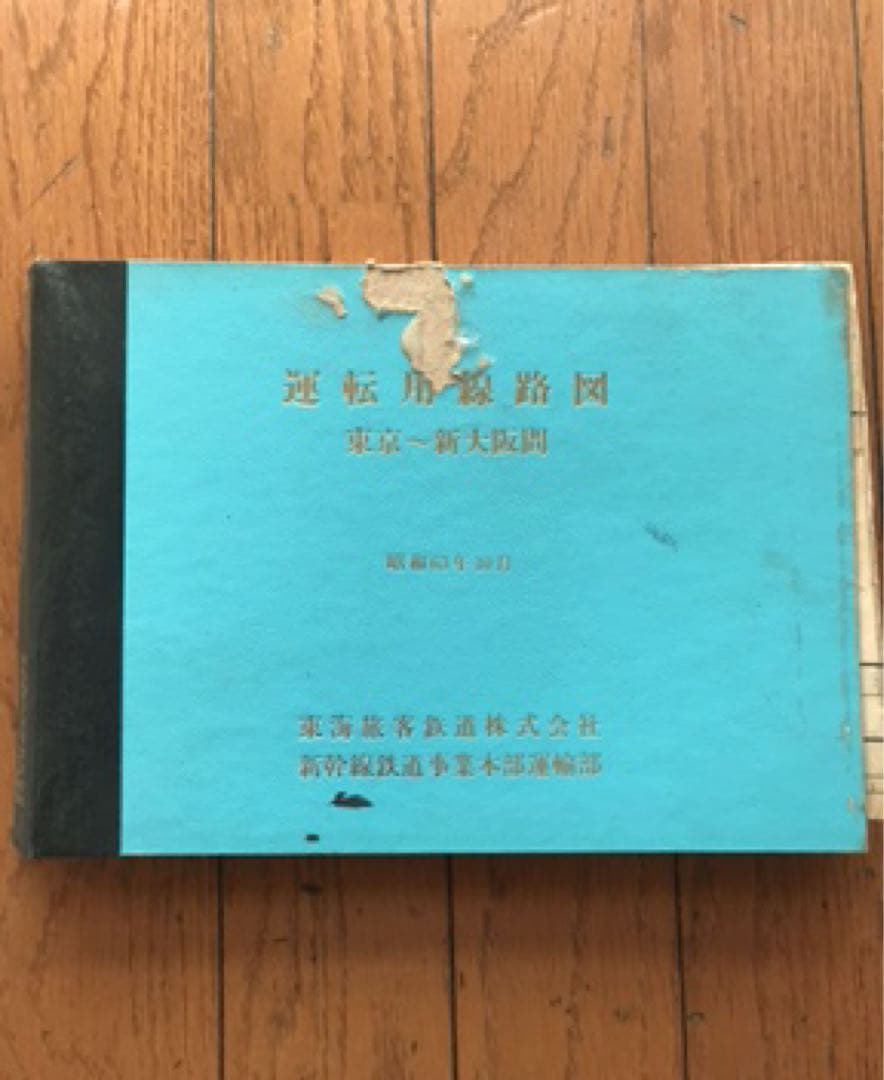 運転用線路図
東京～新大阪間
昭和63年10月
東海旅客鉄道株式会社
新幹線鉄道事業本部運輸部